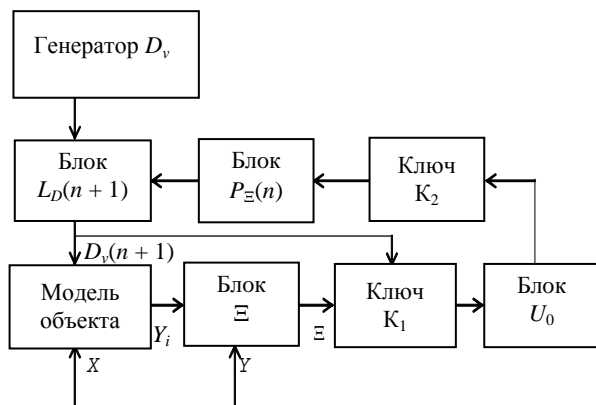 Генератор Dv
Блок
LD(n + 1)
Блок
PΞ(n)
Ключ
К2
Dv(n + 1)
Модель
объекта
Yi
Блок
Ξ
Ξ
Ключ
К1
Блок
U0
X
Y